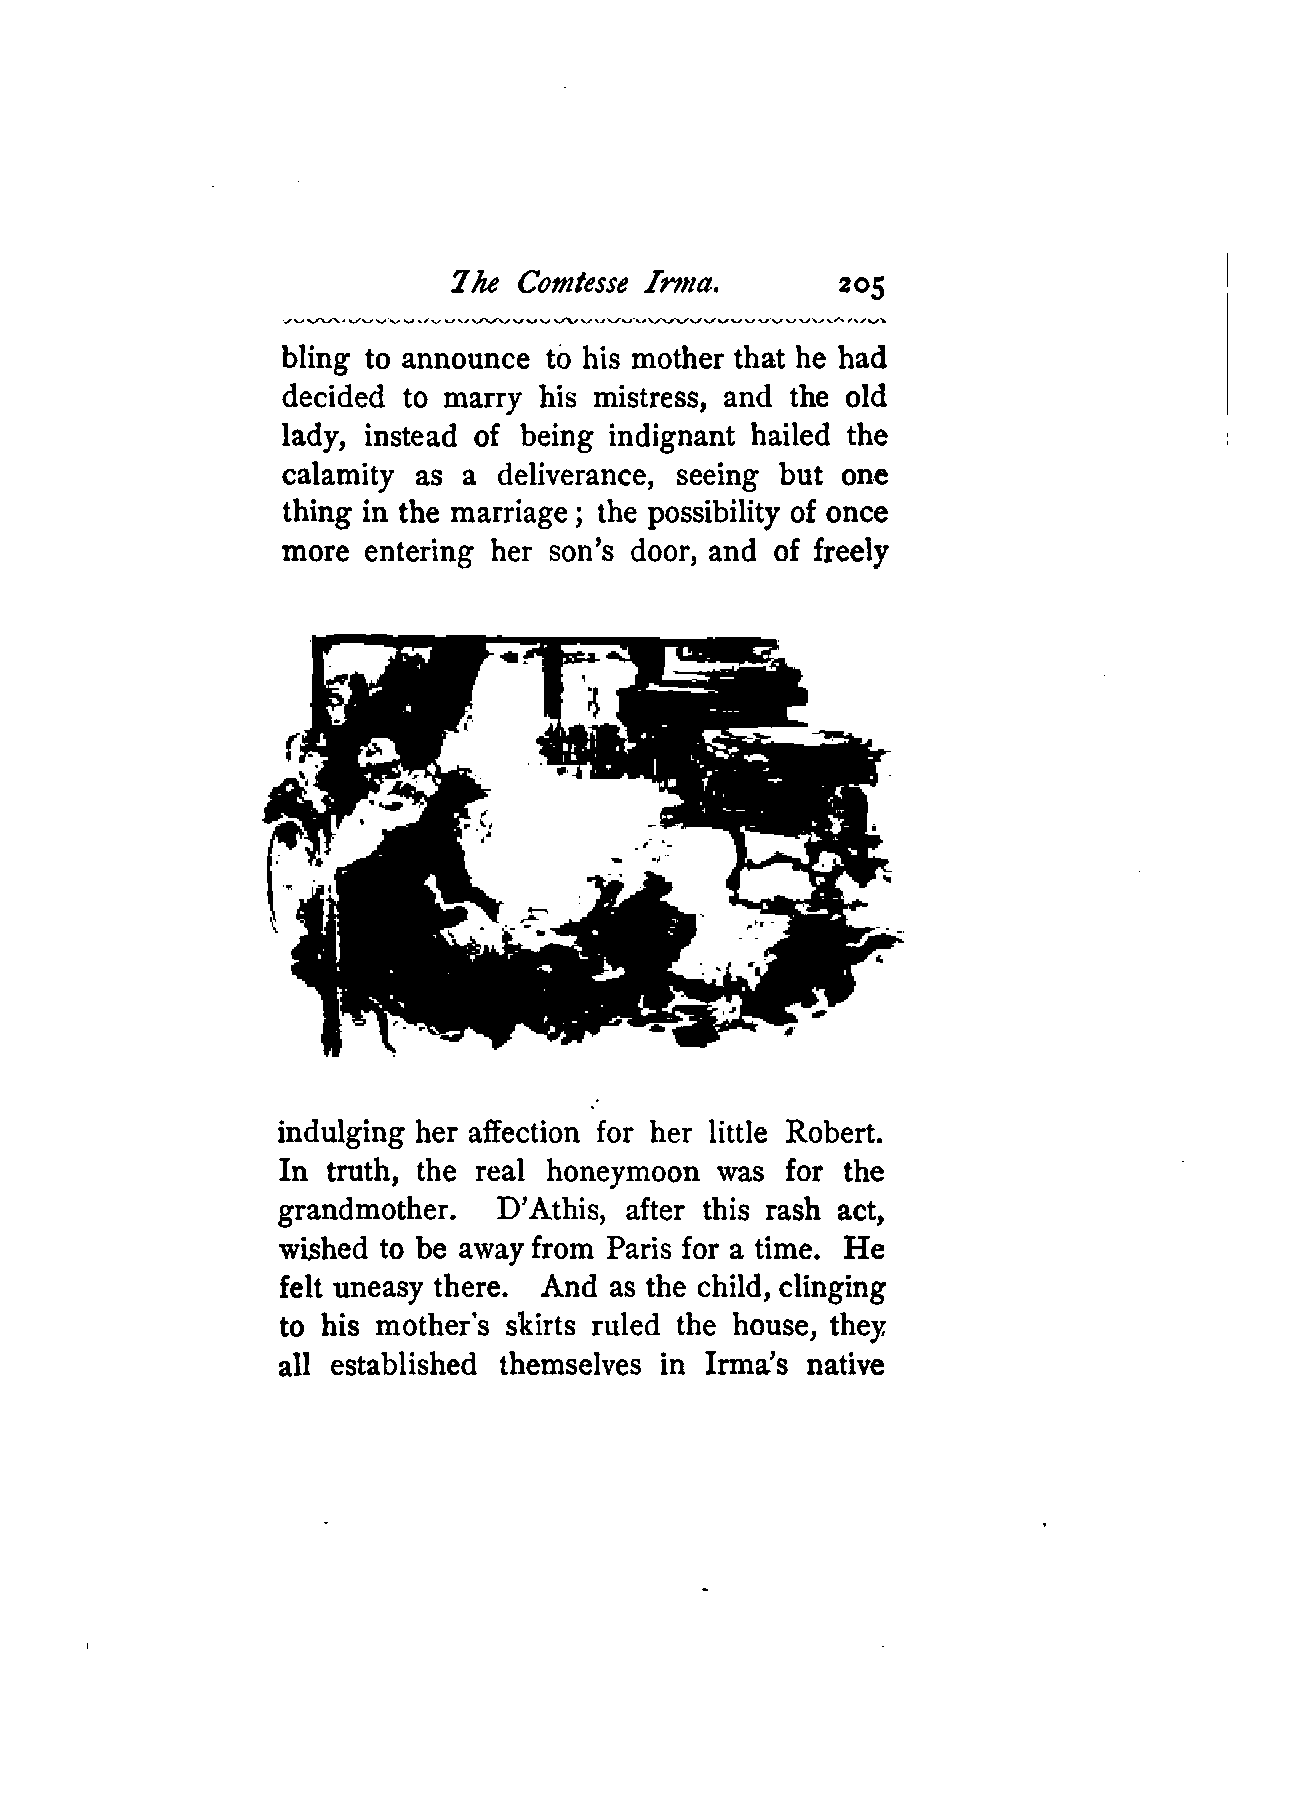 The Comtesse Irma. 205
bling to announce to his mother that he had
decided to marry his mistress, and the old
lady, instead of being indignant hailed the
calamity as a deliverance, seeing but one
thing in the marriage ; the possibility of once
more entering her son's door, and of freely
indulging her affection for her little Robert.
In truth, the real honeymoon was for the
grandmother. D'Athis, after this rash act,
wished to be away from Paris for a time. He
felt uneasy there. And as the child, clinging
to his mother's skirts ruled the house, they
all established themselves in Irma's native